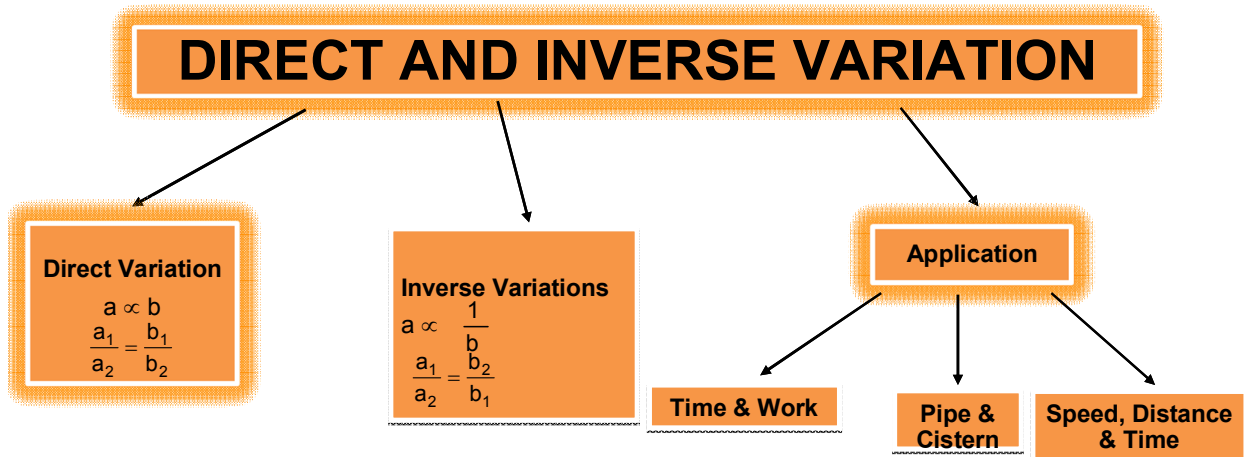 DIRECT AND INVERSE VARIATION
Direct Variation
a ∝ b
a₁/a₂ = b₁/b₂
Inverse Variations
a ∝ 1/b
a₁/a₂ = b₂/b₁
Application
Time & Work
Pipe &
Cistern
Speed, Distance
& Time